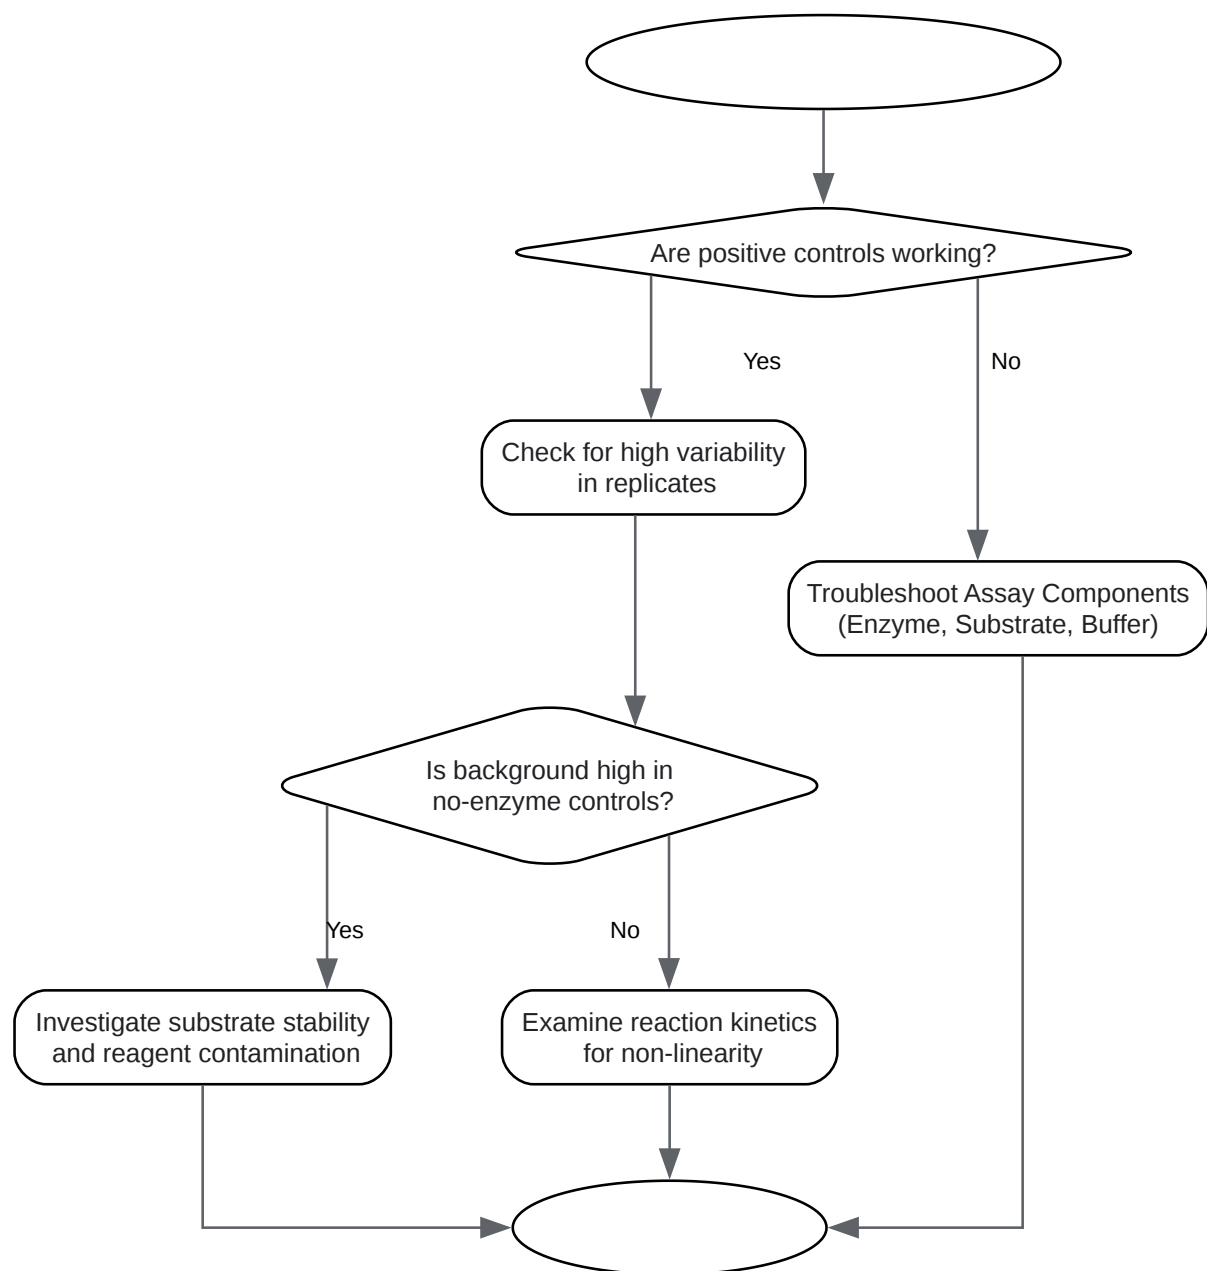 Are positive controls working?
Yes
No
Check for high variability
in replicates
Troubleshoot Assay Components
(Enzyme, Substrate, Buffer)
Is background high in
no-enzyme controls?
Yes
No
Investigate substrate stability
and reagent contamination
Examine reaction kinetics
for non-linearity